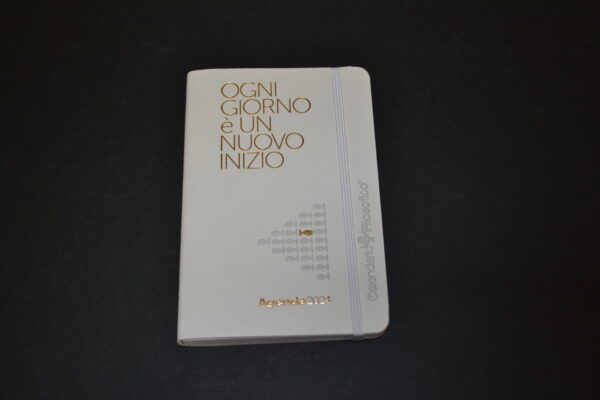 OGNI
GIORNO
è UN
NUOVO
INIZIO
Agenda 2021
Calendario Filosofico®